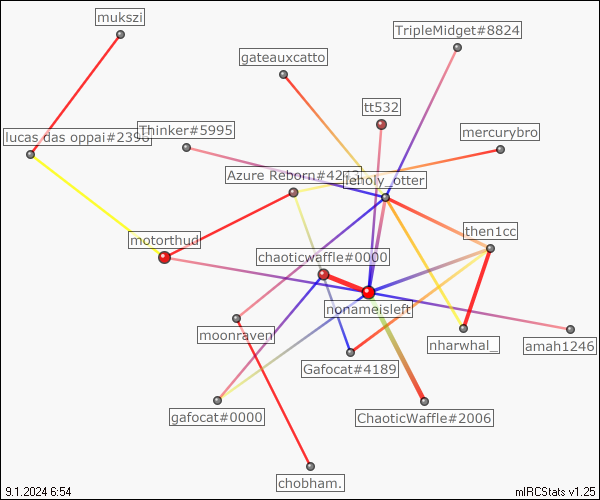 mukszi
TripleMidget#8824
gateauxcatto
tt532
Thinker#5995
mercurybro
lucas das oppai#2396
Azure Reborn#4213
leholy_otter
then1cc
motorthud
chaoticwaffle#0000
nonameisleft
moonraven
nharwhal_
amah1246
Gafocat#4189
gafocat#0000
ChaoticWaffle#2006
chobham.
9.1.2024 6:54
mIRCStats v1.25